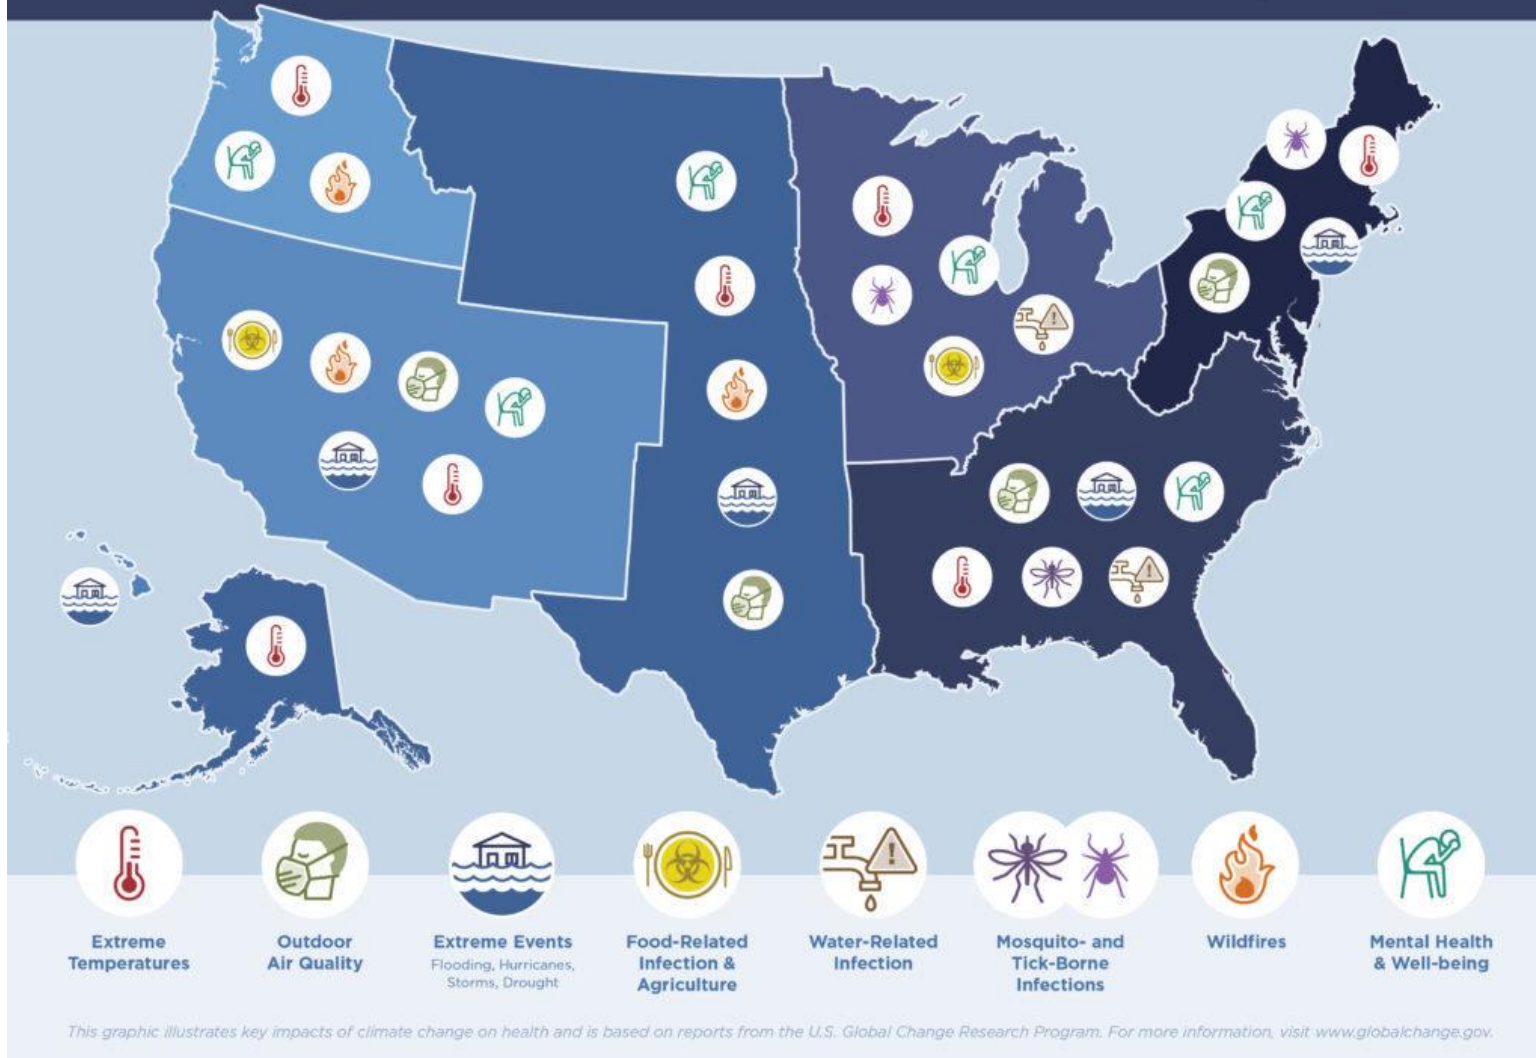 Extreme
Temperatures
Outdoor
Air Quality
Extreme Events
Flooding, Hurricanes,
Storms, Drought
Food-Related
Infection &
Agriculture
Water-Related
Infection
Mosquito- and
Tick-Borne
Infections
Wildfires
Mental Health
& Well-being
This graphic illustrates key impacts of climate change on health and is based on reports from the U.S. Global Change Research Program. For more information, visit www.globalchange.gov.